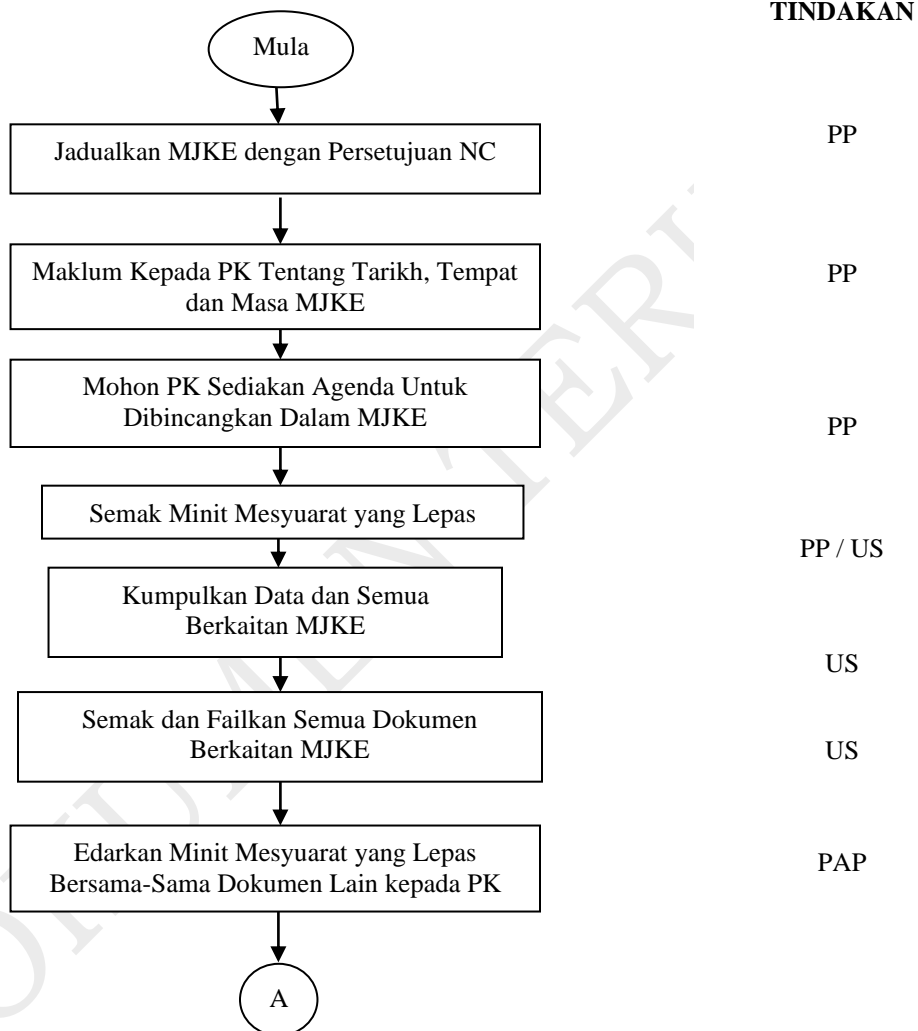 TINDAKAN
Mula
Jadualkan MJKE dengan Persetujuan NC
PP
Maklum Kepada PK Tentang Tarikh, Tempat
dan Masa MJKE
PP
Mohon PK Sediakan Agenda Untuk
Dibincangkan Dalam MJKE
PP
Semak Minit Mesyuarat yang Lepas
PP / US
Kumpulkan Data dan Semua
Berkaitan MJKE
US
Semak dan Failkan Semua Dokumen
Berkaitan MJKE
US
Edarkan Minit Mesyuarat yang Lepas
Bersama-Sama Dokumen Lain kepada PK
PAP
A